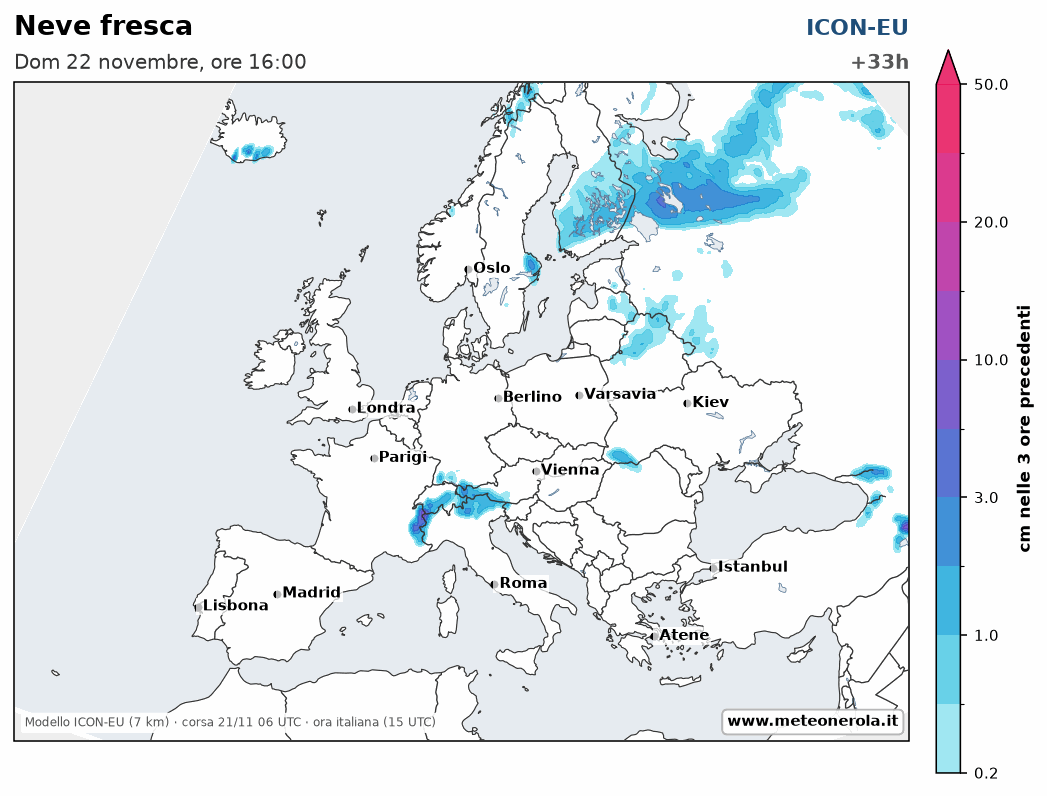 Neve fresca
ICON-EU
Dom 22 novembre, ore 16:00
+33h
50.0
20.0
10.0
3.0
1.0
0.2
cm nelle 3 ore precedenti
Oslo
Berlino
Varsavia
Kiev
Londra
Parigi
Vienna
Istanbul
Roma
Madrid
Lisbona
Atene
Modello ICON-EU (7 km) · corsa 21/11 06 UTC · ora italiana (15 UTC)
www.meteonerola.it